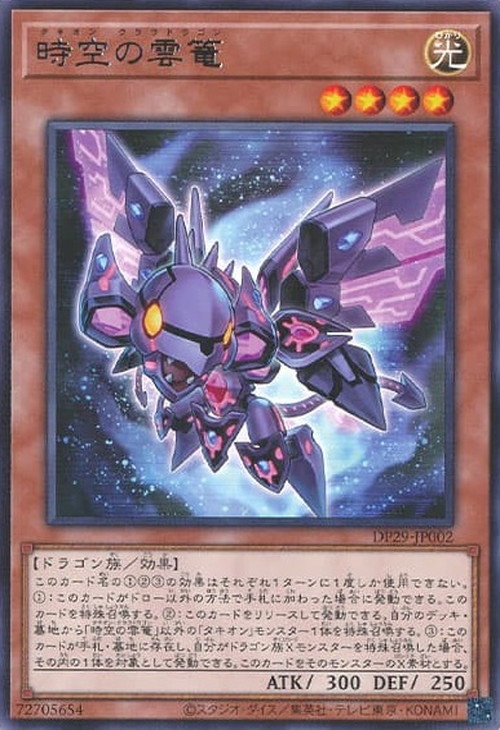 タキオン クララドラゴン
時空の雲篭
ひかり
光
DP29-JP002
【ドラゴン族／効果】
このカード名の①②③の効果はそれぞれ1ターンに1度しか使用できない。
①：このカードがドロー以外の方法で手札に加わった場合に発動できる。このカ
ードを特殊召喚する。②：このカードをリリースして発動できる。自分のデッキ・
墓地から「時空の雲篭」以外の「タキオン」モンスター1体を特殊召喚する。③：こ
のカードが手札・墓地に存在し、自分がドラゴン族Xモンスターを特殊召喚した場合、
その内の1体を対象として発動できる。このカードをそのモンスターのX素材とする。
ATK/ 300 DEF/ 250
72705654 ©スタジオ・ダイス／集英社・テレビ東京・KONAMI